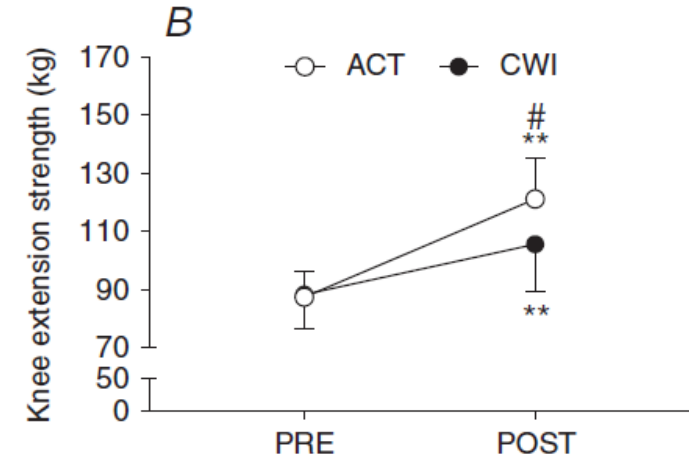 B
ACT CWI
Knee extension strength (kg)
170
150
130
110
90
70
50
0
#
**
**
PRE POST